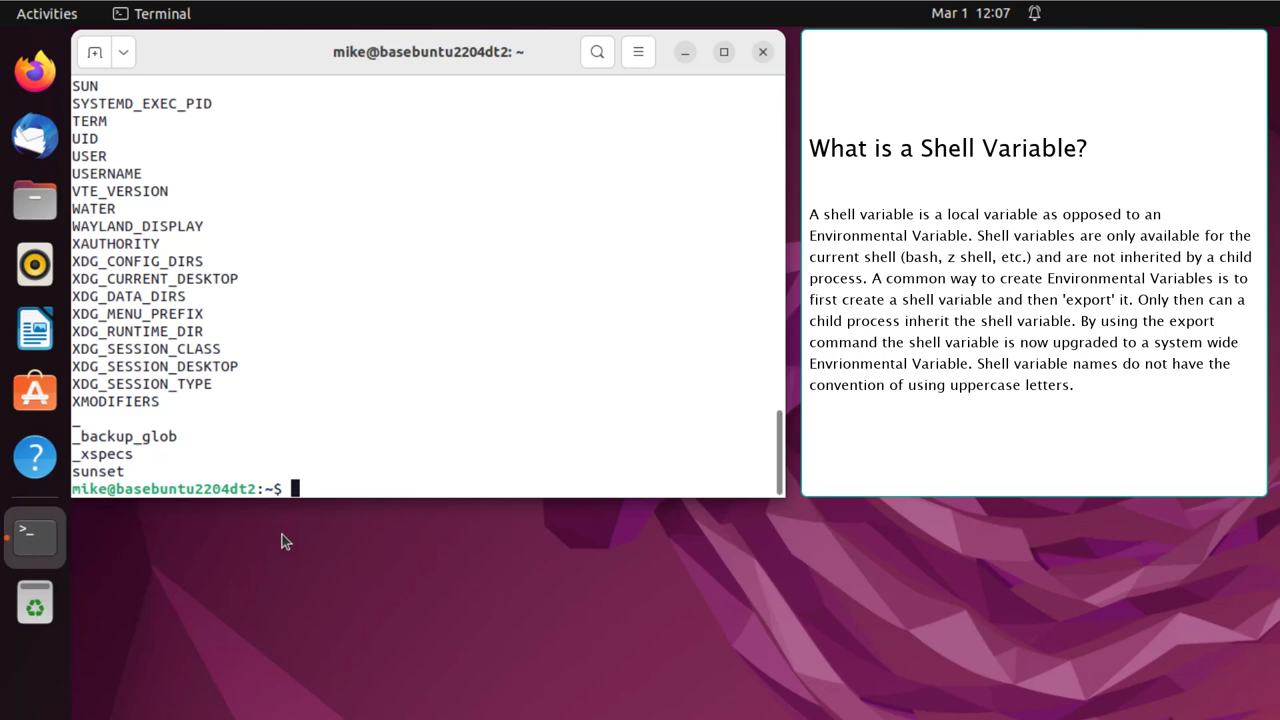 Activities
Terminal
Mar 1 12:07
mike@basebuntu2204dt2: ~
SUN
SYSTEMD_EXEC_PID
TERM
UID
USER
USERNAME
VTE_VERSION
WATER
WAYLAND_DISPLAY
XAUTHORITY
XDG_CONFIG_DIRS
XDG_CURRENT_DESKTOP
XDG_DATA_DIRS
XDG_MENU_PREFIX
XDG_RUNTIME_DIR
XDG_SESSION_CLASS
XDG_SESSION_DESKTOP
XDG_SESSION_TYPE
XMODIFIERS
_
_backup_glob
_xspecs
sunset
mike@basebuntu2204dt2:~$
What is a Shell Variable?
A shell variable is a local variable as opposed to an
Environmental Variable. Shell variables are only available for the
current shell (bash, z shell, etc.) and are not inherited by a child
process. A common way to create Environmental Variables is to
first create a shell variable and then 'export' it. Only then can a
child process inherit the shell variable. By using the export
command the shell variable is now upgraded to a system wide
Envrionmental Variable. Shell variable names do not have the
convention of using uppercase letters.